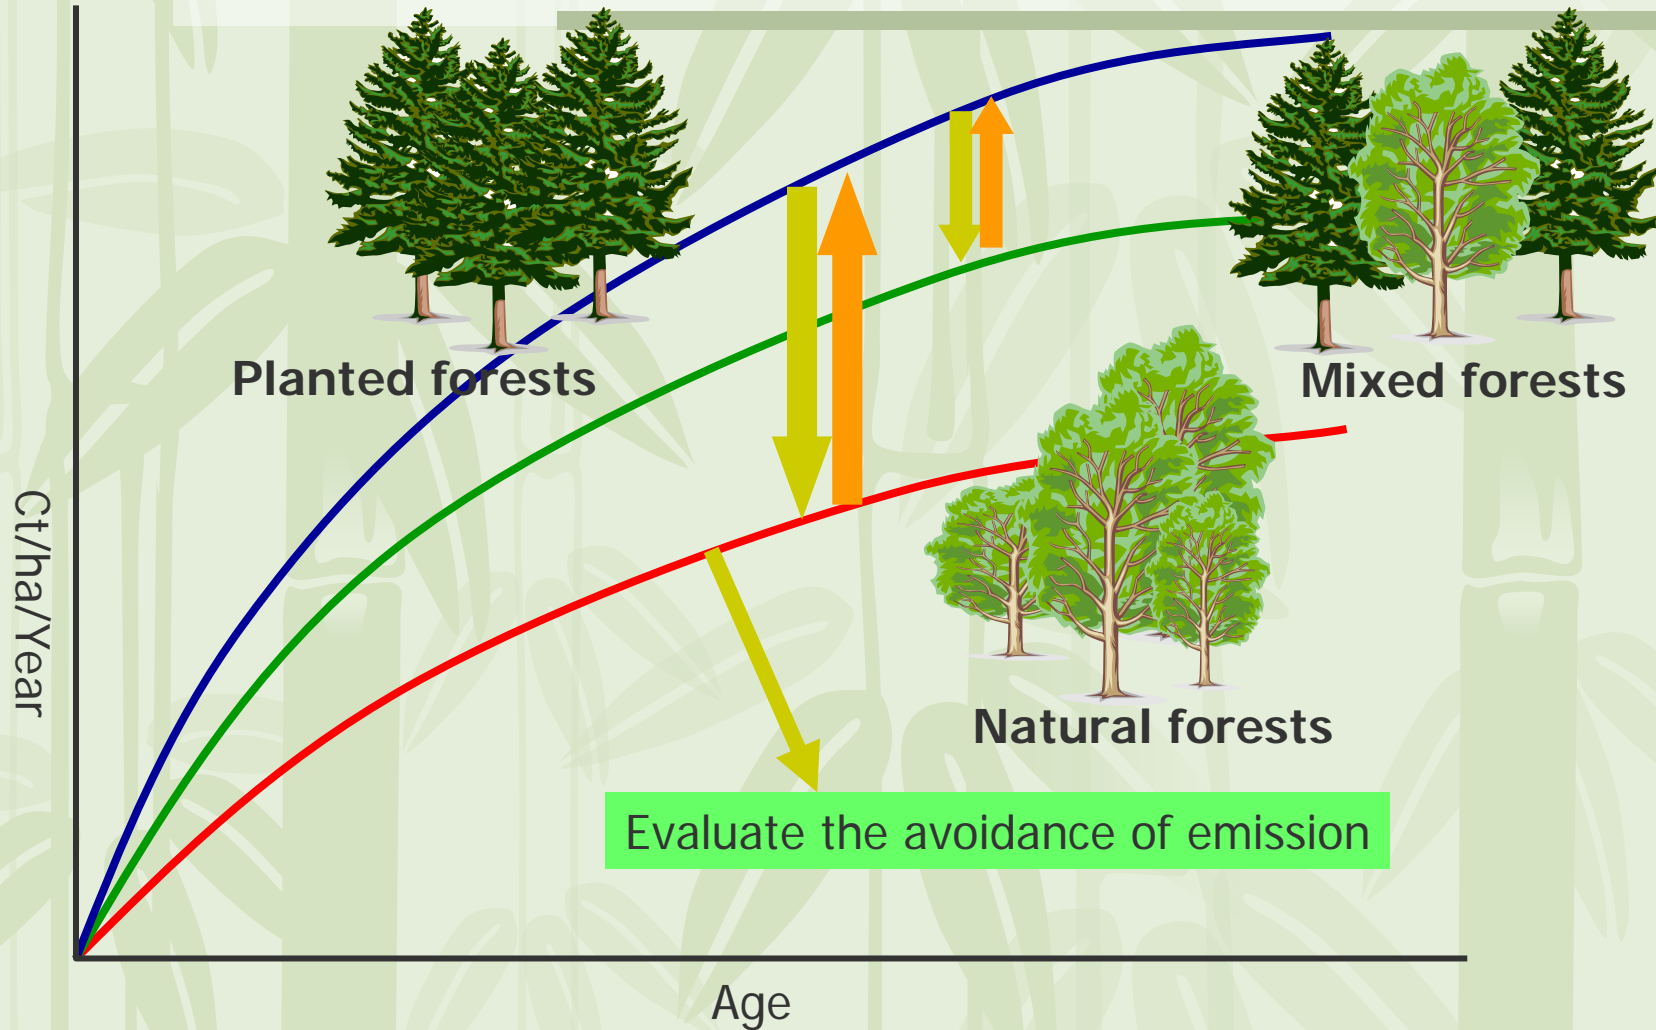 Planted forests
Mixed forests
Ct/ha/Year
Natural forests
Evaluate the avoidance of emission
Age